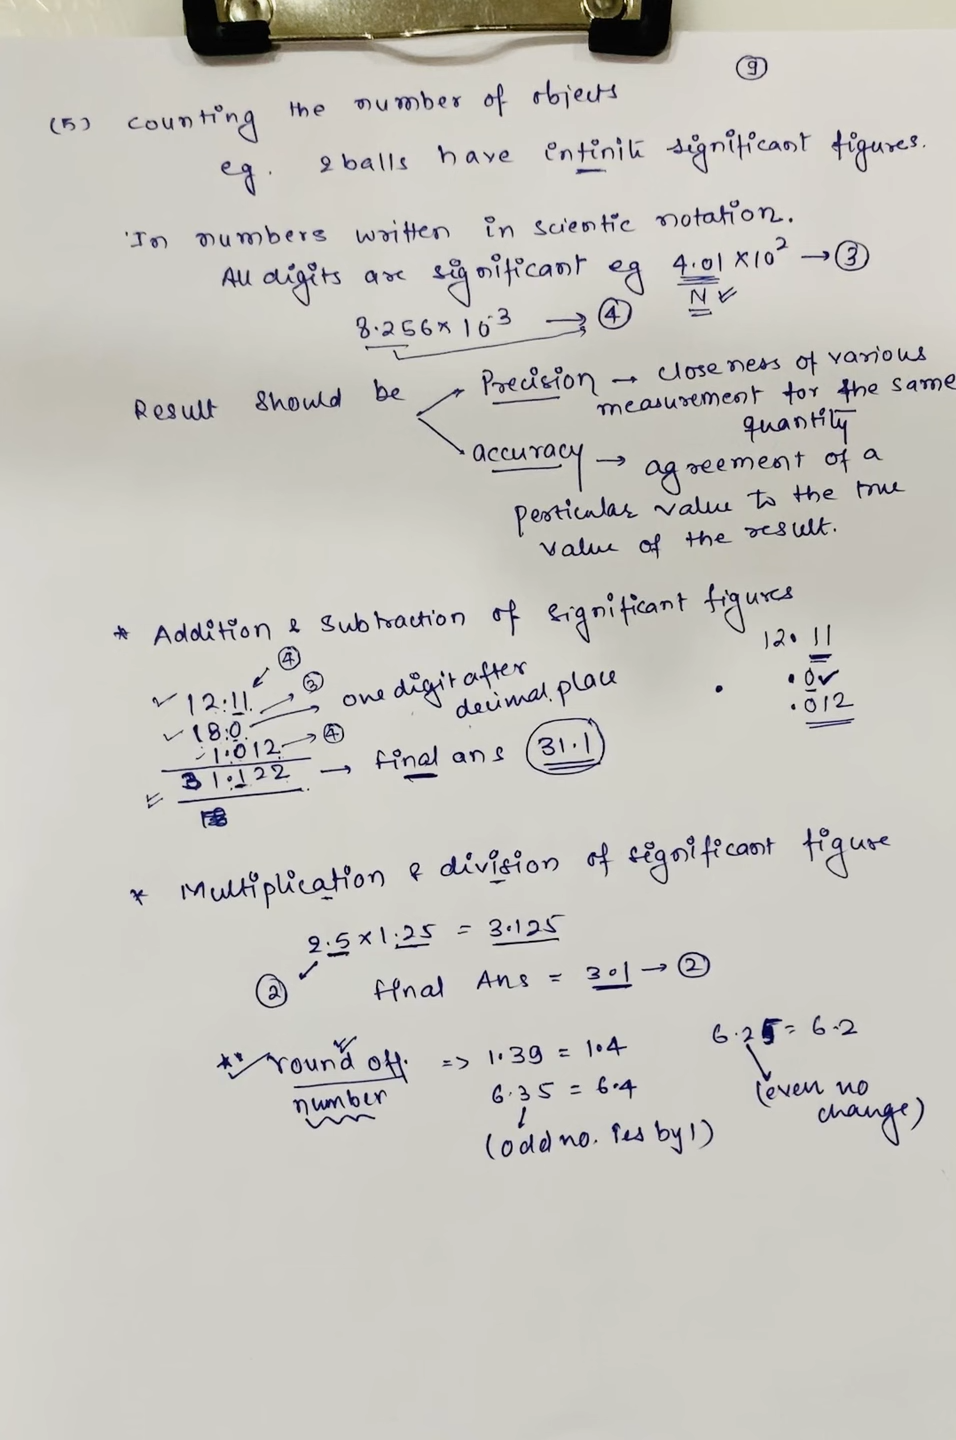 9
(5) counting the number of objects
eg. 2 balls have infinite significant figures.
In numbers written in scientic notation.
All digits are significant eg 4.01 × 10² → 3
N
8.256 × 10⁻³ → 4
Result should be
Precision → closeness of various
measurement for the same
quantity
accuracy → agreement of a
perticular value to the true
value of the result.
* Addition & Subtraction of significant figures
12.11 → 4
18.0 → 3 one digit after
decimal place
1.012 → 4
31.122 → final ans 31.1
12.11
.0
.012
* Multiplication & division of significant figure
2.5 × 1.25 = 3.125
2
final Ans = 3.1 → 2
** round off. => 1.39 = 1.4
number
6.35 = 6.4
(odd no. ↑es by 1)
6.25 = 6.2
(even no
change)